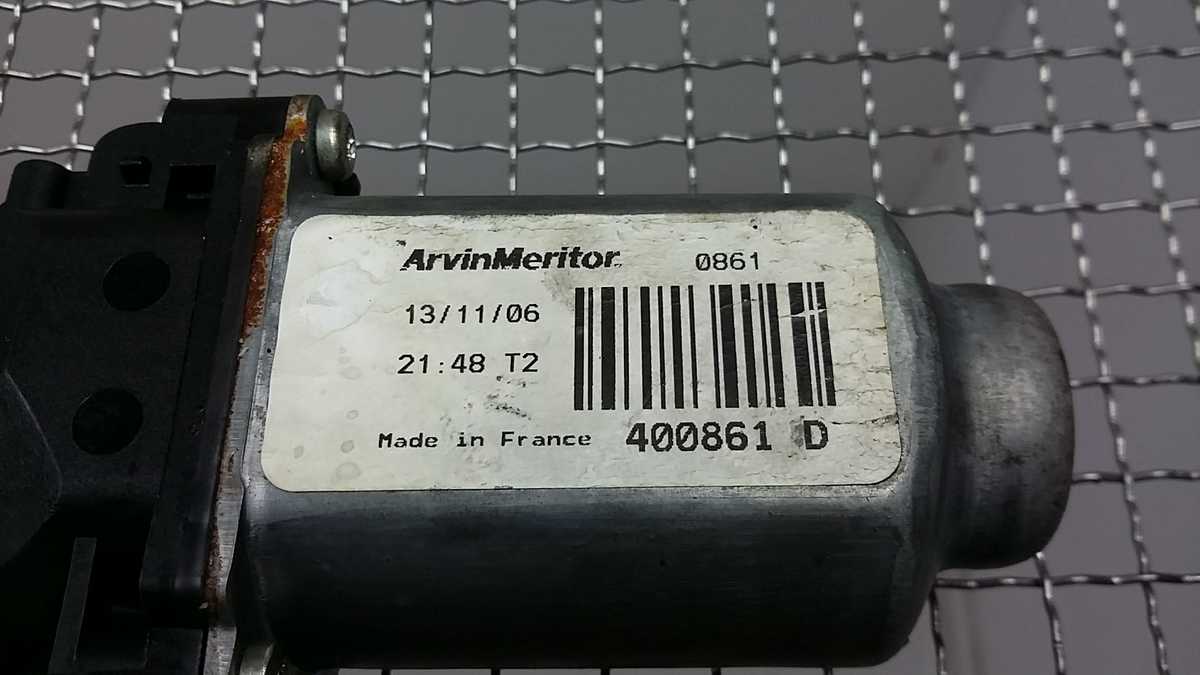 ArvinMeritor 0861
13/11/06
21:48 T2
Made in France 400861 D